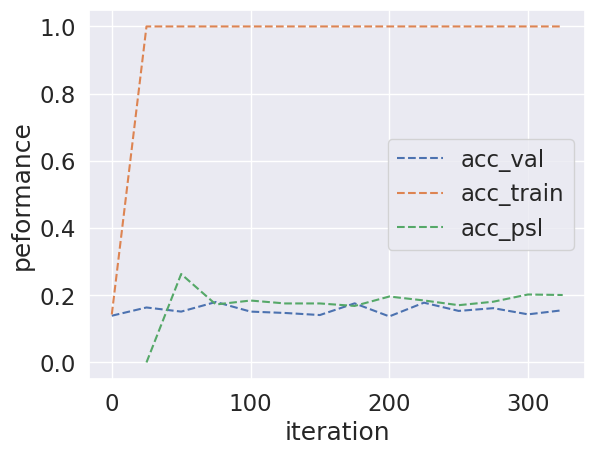 1.0
0.8
0.6
0.4
0.2
0.0
peformance
acc_val
acc_train
acc_psl
0 100 200 300
iteration